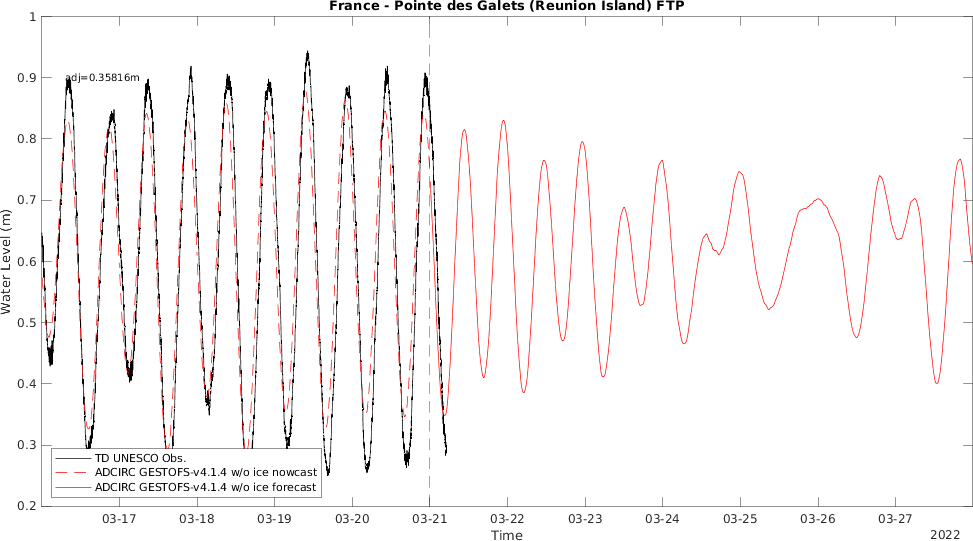 France - Pointe des Galets (Reunion Island) FTP
1
0.9
0.8
0.7
0.6
0.5
0.4
0.3
0.2
Water Level (m)
adj=0.35816m
TD UNESCO Obs.
ADCIRC GESTOFS-v4.1.4 w/o ice nowcast
ADCIRC GESTOFS-v4.1.4 w/o ice forecast
03-17 03-18 03-19 03-20 03-21 03-22 03-23 03-24 03-25 03-26 03-27
Time
2022